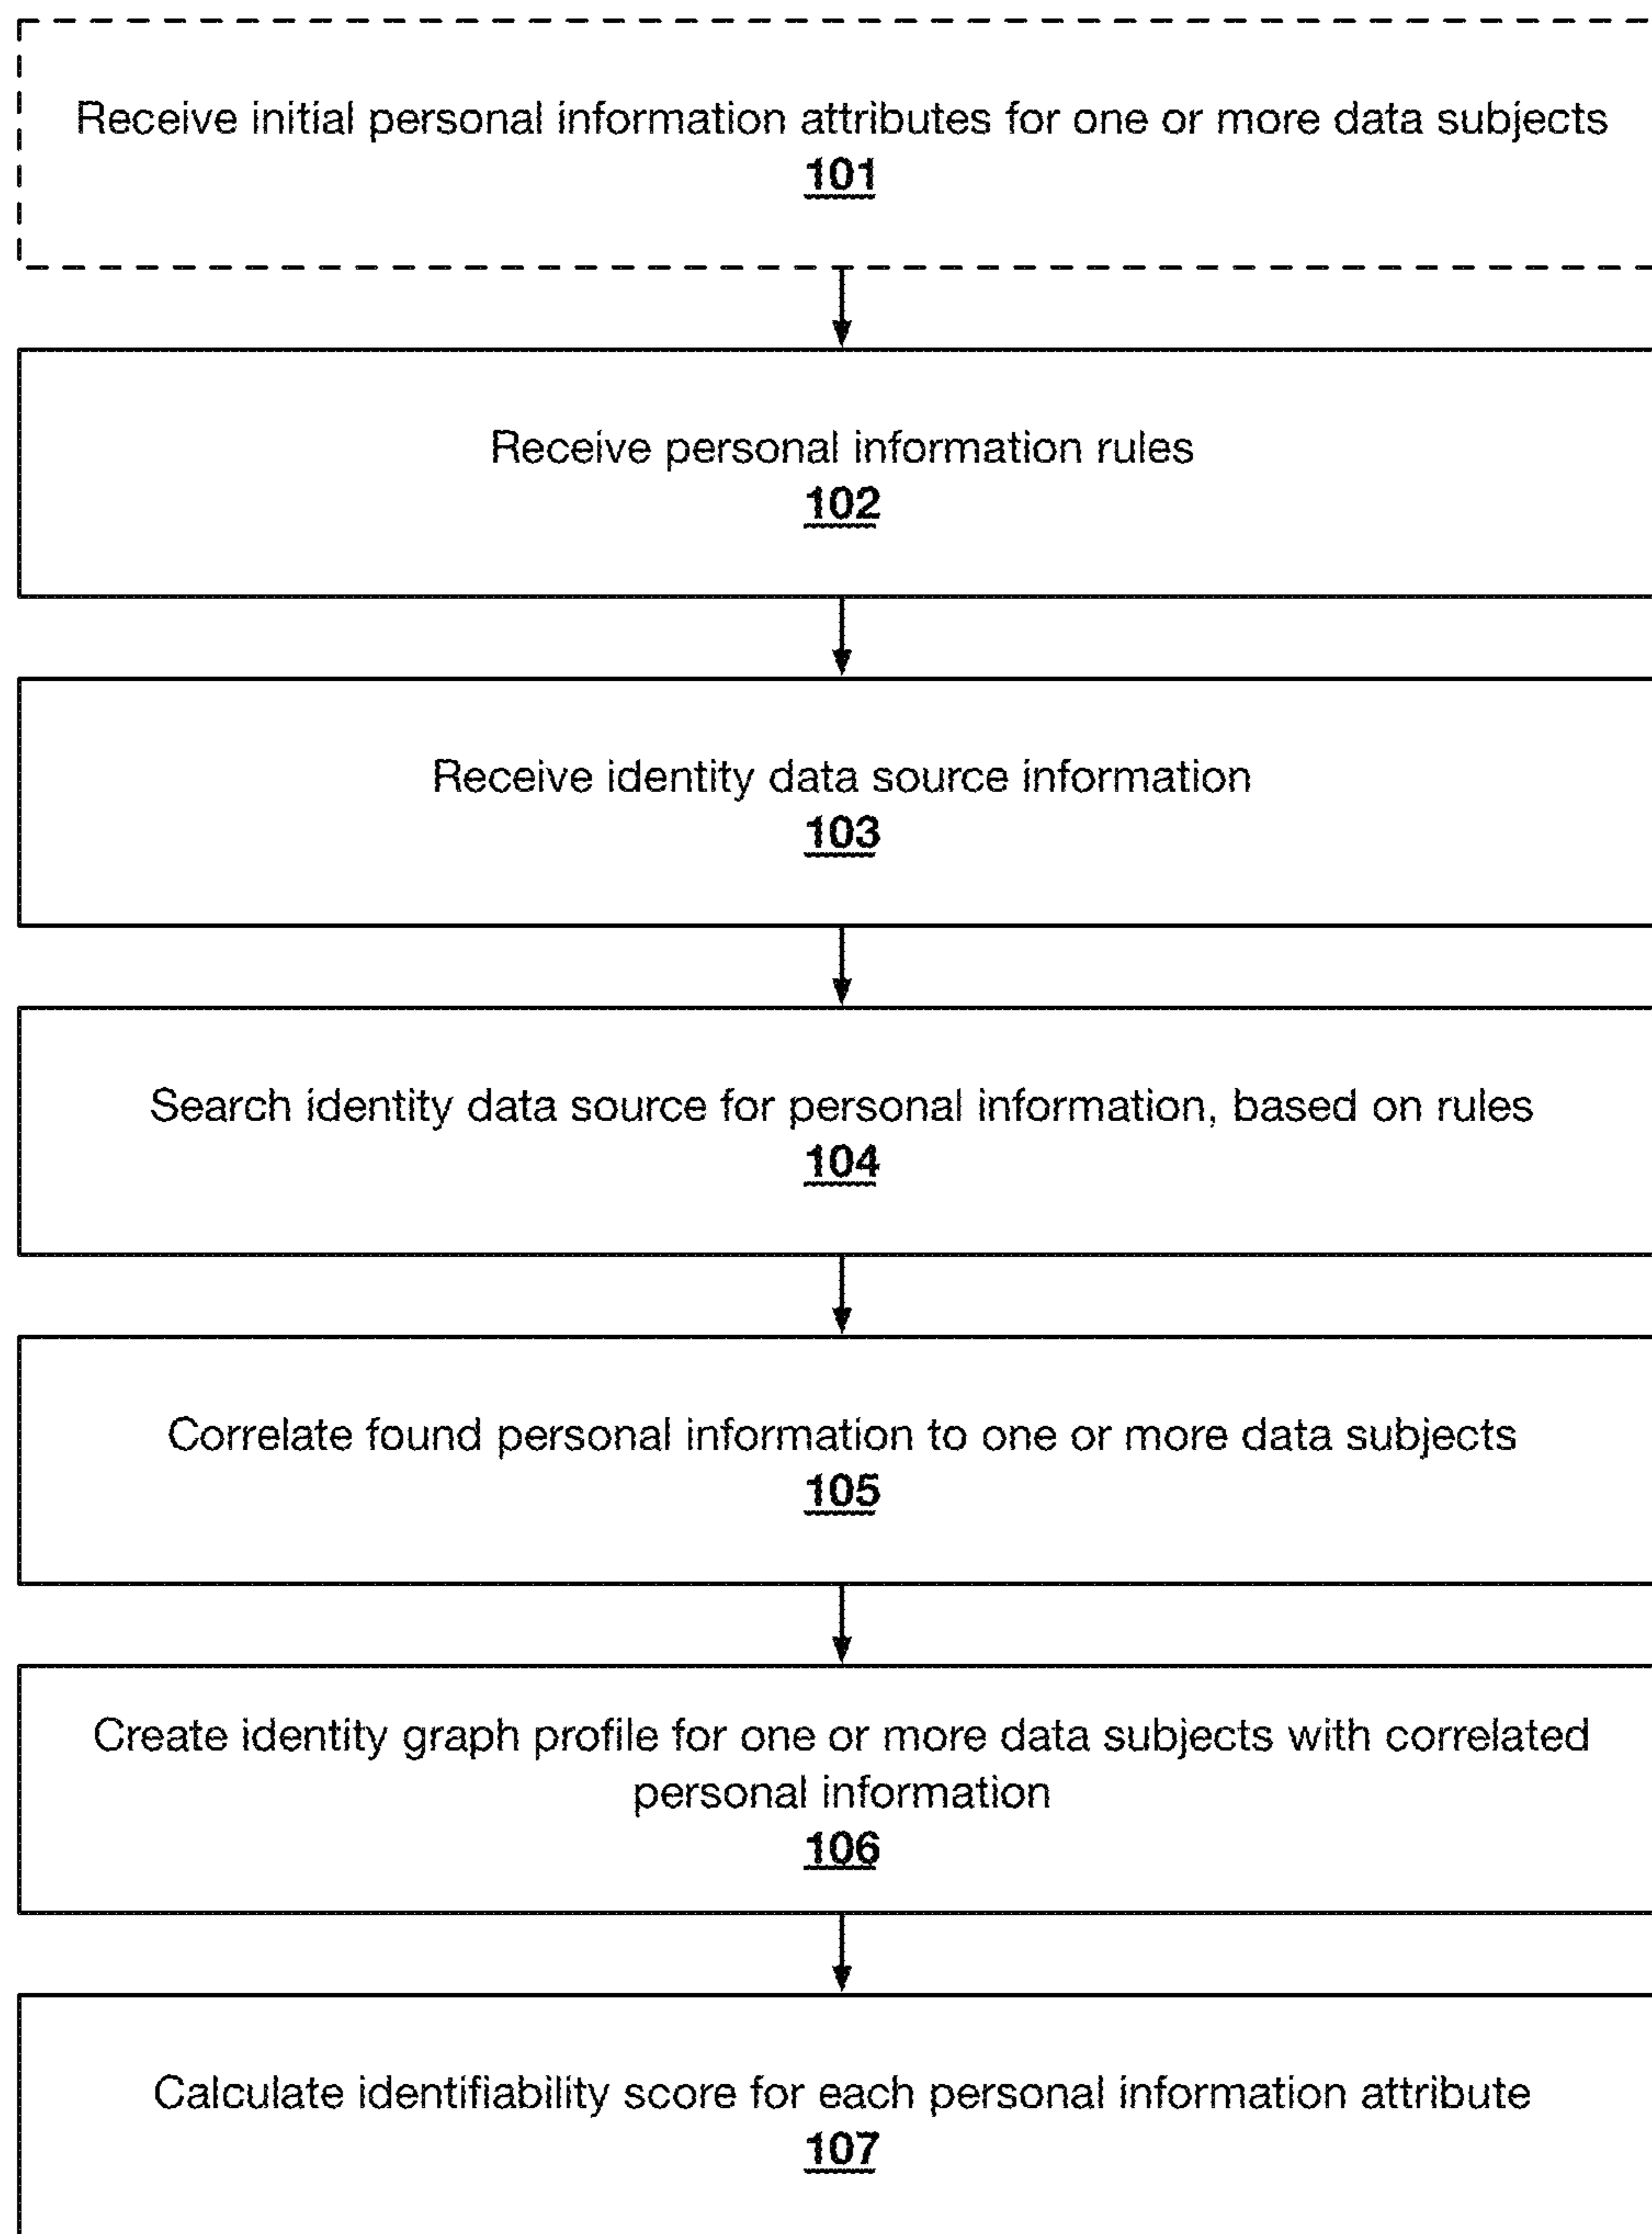 Receive initial personal information attributes for one or more data subjects
101
Receive personal information rules
102
Receive identity data source information
103
Search identity data source for personal information, based on rules
104
Correlate found personal information to one or more data subjects
105
Create identity graph profile for one or more data subjects with correlated
personal information
106
Calculate identifiability score for each personal information attribute
107